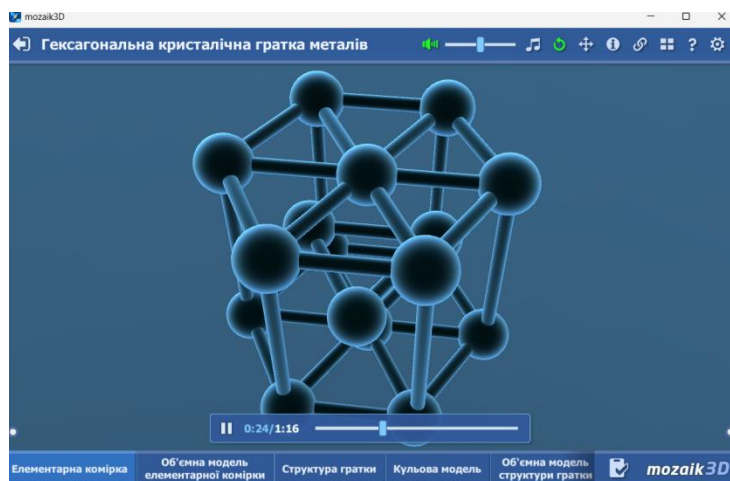 mozaik3D
Гексагональна кристалічна гратка металів
0:24/1:16
Елементарна комірка
Об'ємна модель
елементарної комірки
Структура гратки
Кульова модель
Об'ємна модель
структури гратки
mozaik3D